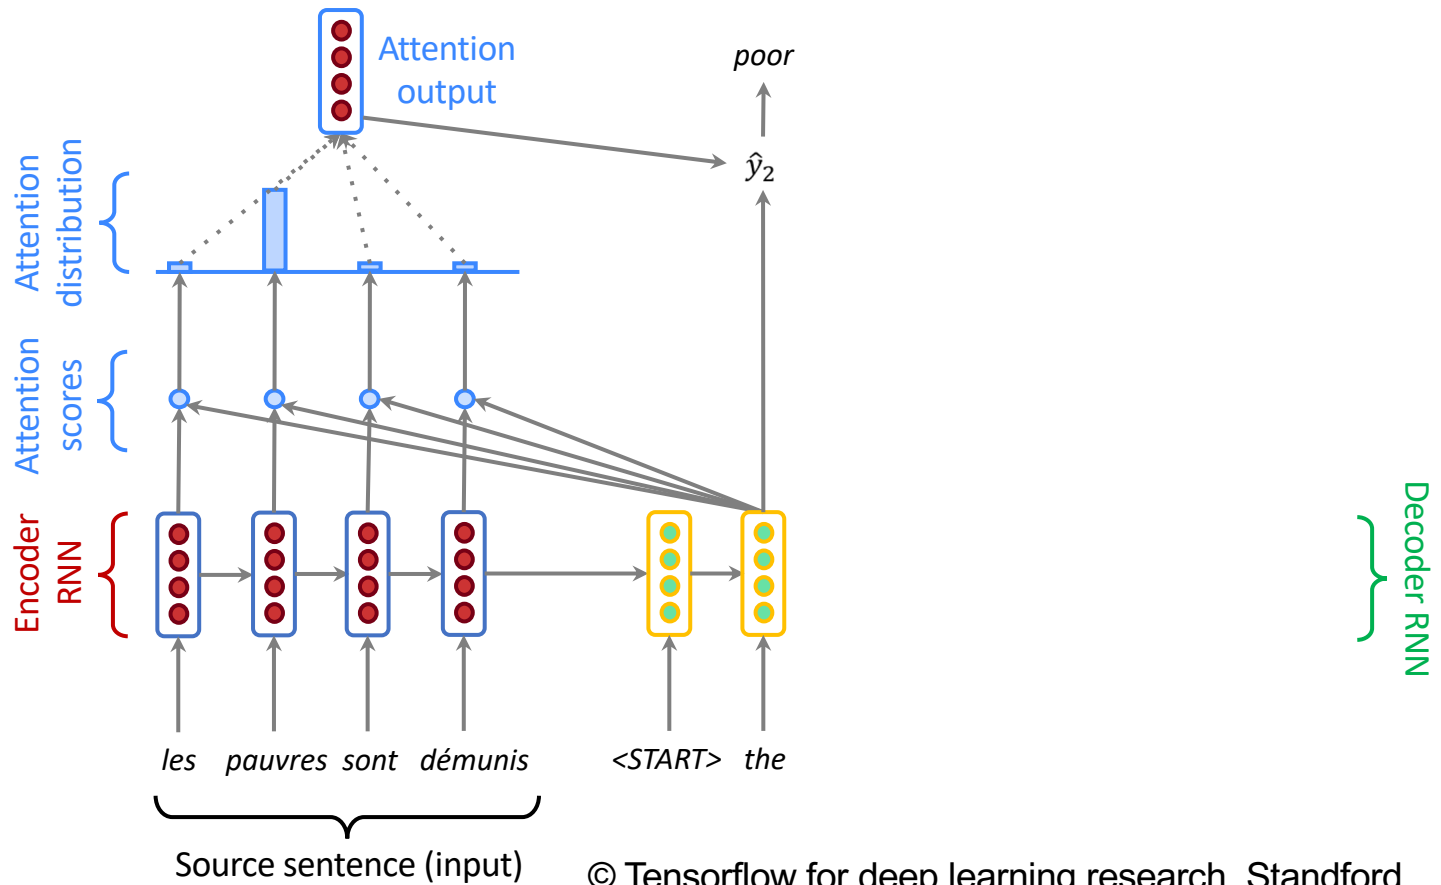 Attention
output
poor
ŷ₂
Attention
distribution
Attention
scores
Encoder
RNN
Decoder RNN
les pauvres sont démunis <START> the
Source sentence (input)
© Tensorflow for deep learning research. Standford